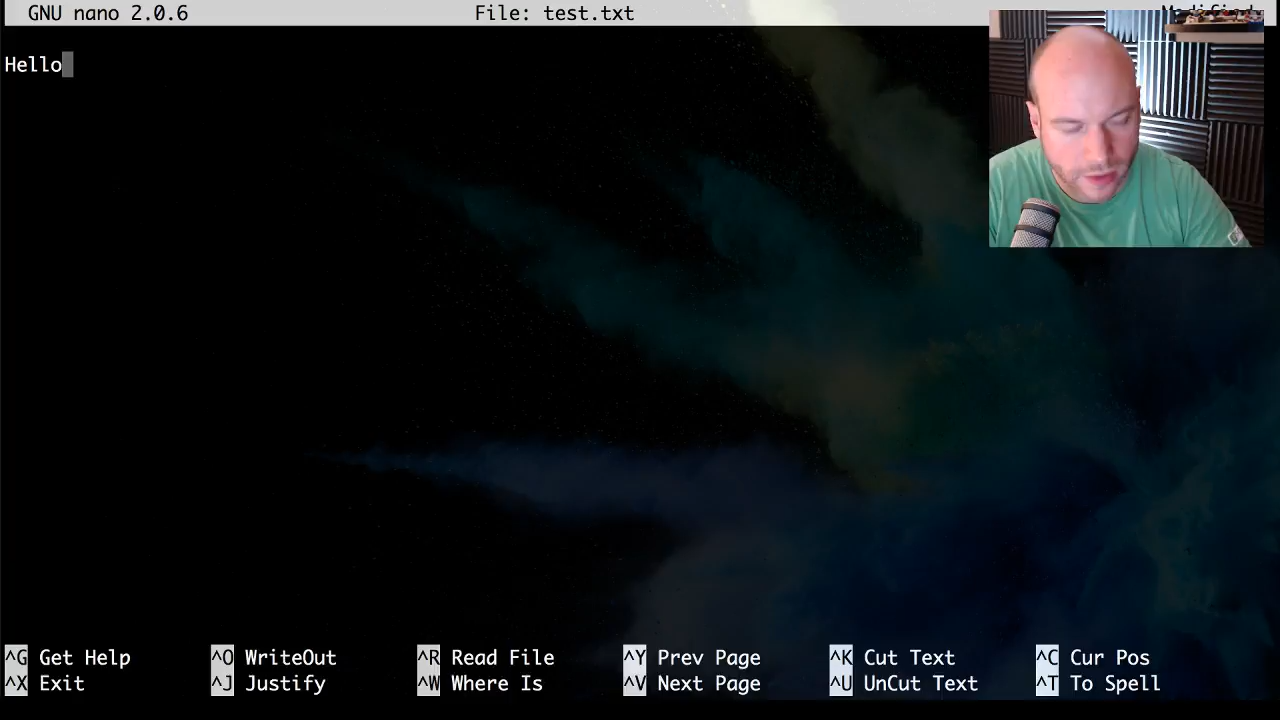 GNU nano 2.0.6 File: test.txt Modified
Hello
^G Get Help ^O WriteOut ^R Read File ^Y Prev Page ^K Cut Text ^C Cur Pos
^X Exit ^J Justify ^W Where Is ^V Next Page ^U UnCut Text ^T To Spell